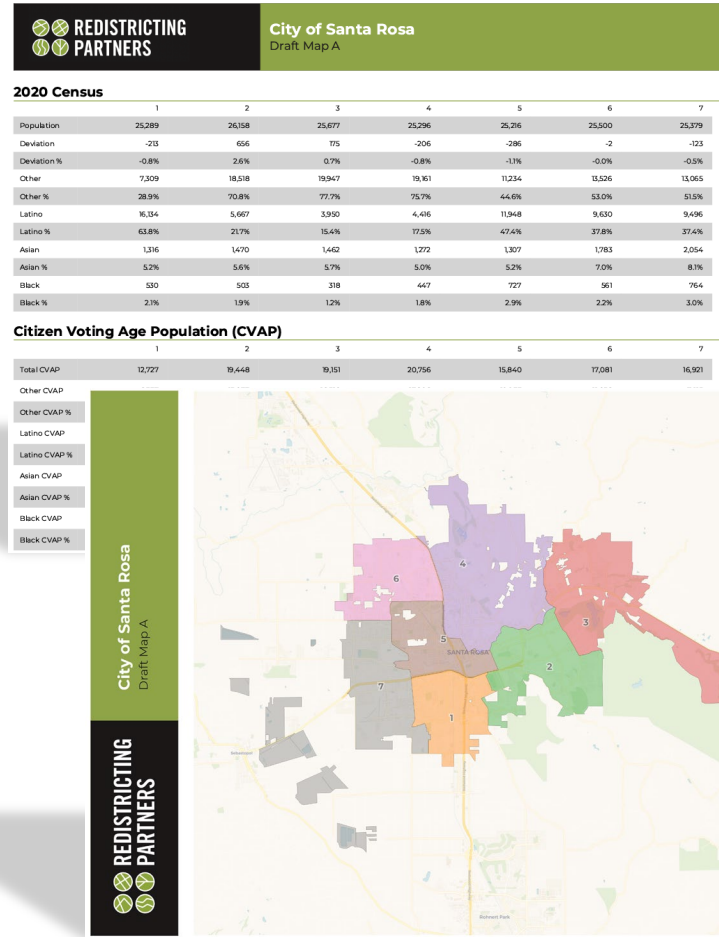 REDISTRICTING
PARTNERS
City of Santa Rosa
Draft Map A
2020 Census
1 2 3 4 5 6 7
Population 25,289 26,158 25,677 25,296 25,216 25,500 25,379
Deviation -213 656 175 -206 -286 -2 -123
Deviation % -0.8% 2.6% 0.7% -0.8% -1.1% -0.0% -0.5%
Other 7,309 18,518 19,947 19,161 11,234 13,526 13,065
Other % 28.9% 70.8% 77.7% 75.7% 44.6% 53.0% 51.5%
Latino 16,134 5,667 3,950 4,416 11,948 9,630 9,496
Latino % 63.8% 21.7% 15.4% 17.5% 47.4% 37.8% 37.4%
Asian 1,316 1,470 1,462 1,272 1,307 1,783 2,054
Asian % 5.2% 5.6% 5.7% 5.0% 5.2% 7.0% 8.1%
Black 530 503 318 447 727 561 764
Black % 2.1% 1.9% 1.2% 1.8% 2.9% 2.2% 3.0%
Citizen Voting Age Population (CVAP)
1 2 3 4 5 6 7
Total CVAP 12,727 19,448 19,151 20,756 15,840 17,081 16,921
Other CVAP
Other CVAP %
Latino CVAP
Latino CVAP %
Asian CVAP
Asian CVAP %
Black CVAP
Black CVAP %
City of Santa Rosa
Draft Map A
REDISTRICTING
PARTNERS
4
6
3
5
SANTA ROSA
2
7
1
Rohnert Park